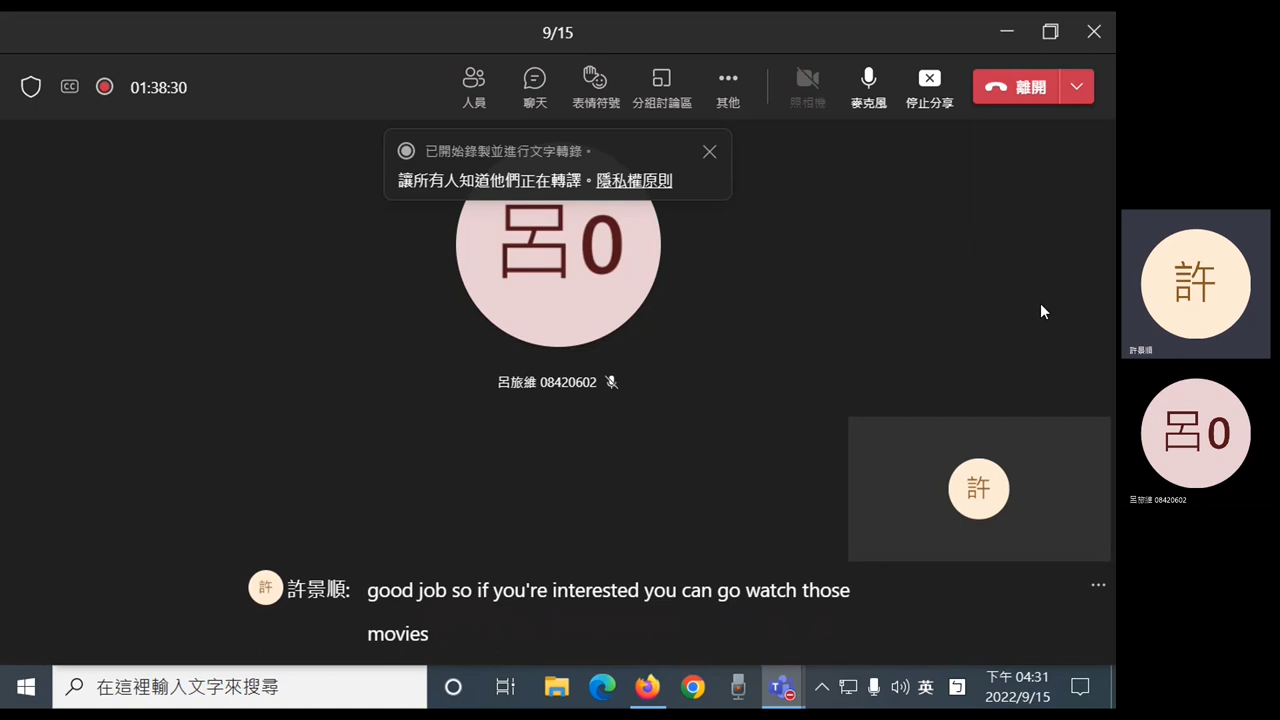 9/15
CC
01:38:30
人員
聊天
表情符號
分組討論區
其他
照相機
麥克風
停止分享
離開
已開始錄製並進行文字轉錄。
讓所有人知道他們正在轉譯。隱私權原則
呂0
呂旅維 08420602
許
許景順
呂0
呂旅維 08420602
許
許
許景順:
good job so if you're interested you can go watch those
movies
在這裡輸入文字來搜尋
英
下午 04:31
2022/9/15